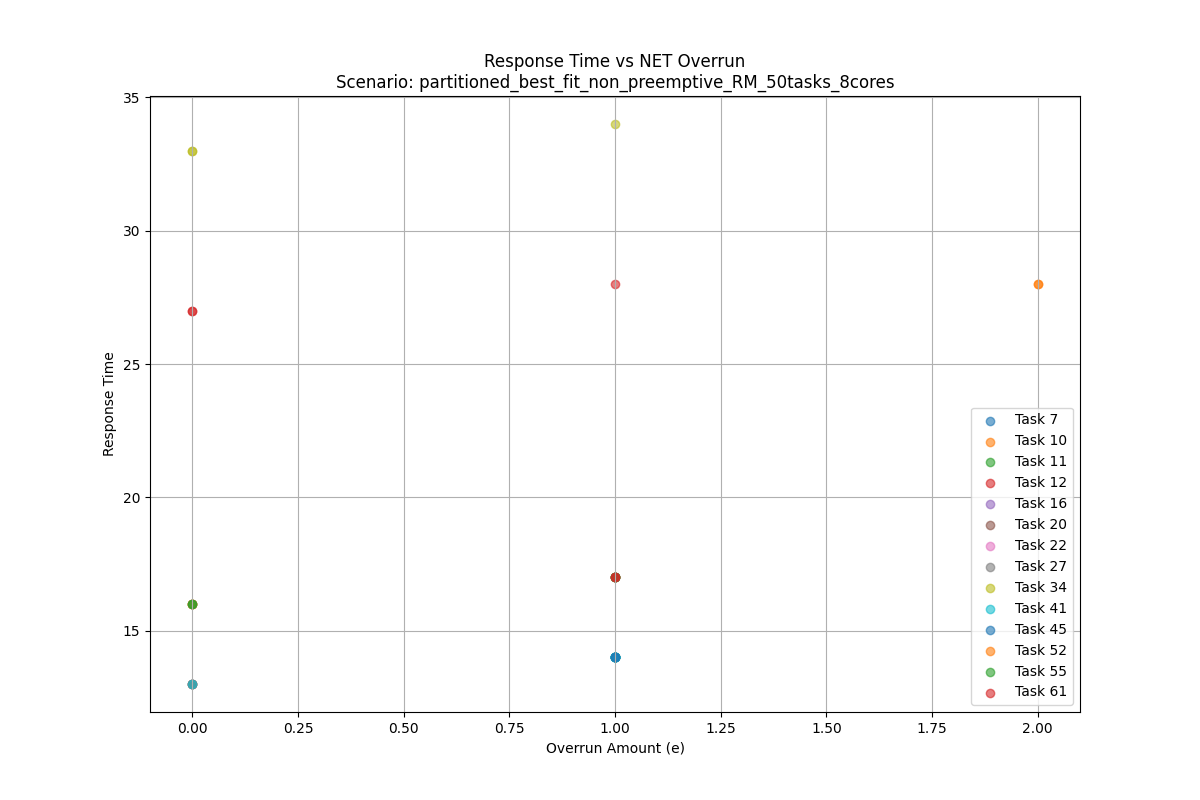 Response Time vs NET Overrun
Scenario: partitioned_best_fit_non_preemptive_RM_50tasks_8cores
Response Time
35
30
25
20
15
0.00 0.25 0.50 0.75 1.00 1.25 1.50 1.75 2.00
Overrun Amount (e)
Task 7
Task 10
Task 11
Task 12
Task 16
Task 20
Task 22
Task 27
Task 34
Task 41
Task 45
Task 52
Task 55
Task 61